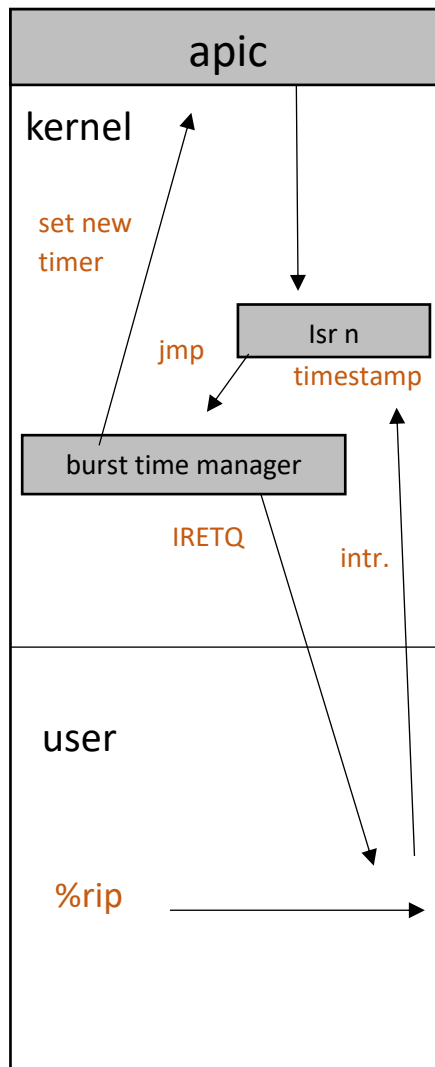 apic
kernel
set new
timer
Isr n
jmp
timestamp
burst time manager
IRETQ
intr.
user
%rip